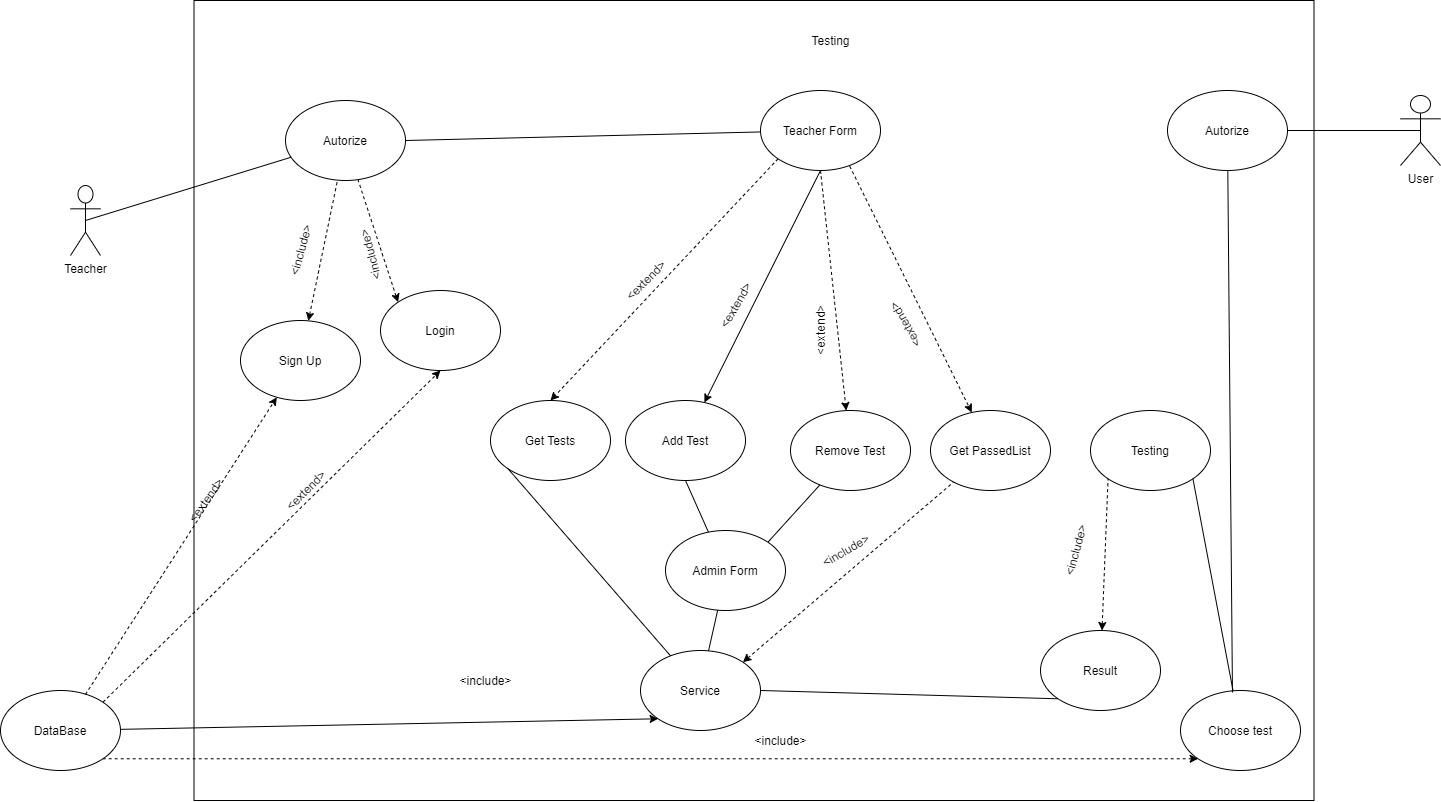 Testing
Autorize
Teacher Form
Autorize
User
Teacher
<include>
<include>
<extend>
<extend>
<extend>
<extend>
Login
Sign Up
Get Tests
Add Test
Remove Test
Get PassedList
Testing
<extend>
<extend>
<include>
<include>
Admin Form
Result
<include>
Service
DataBase
Choose test
<include>